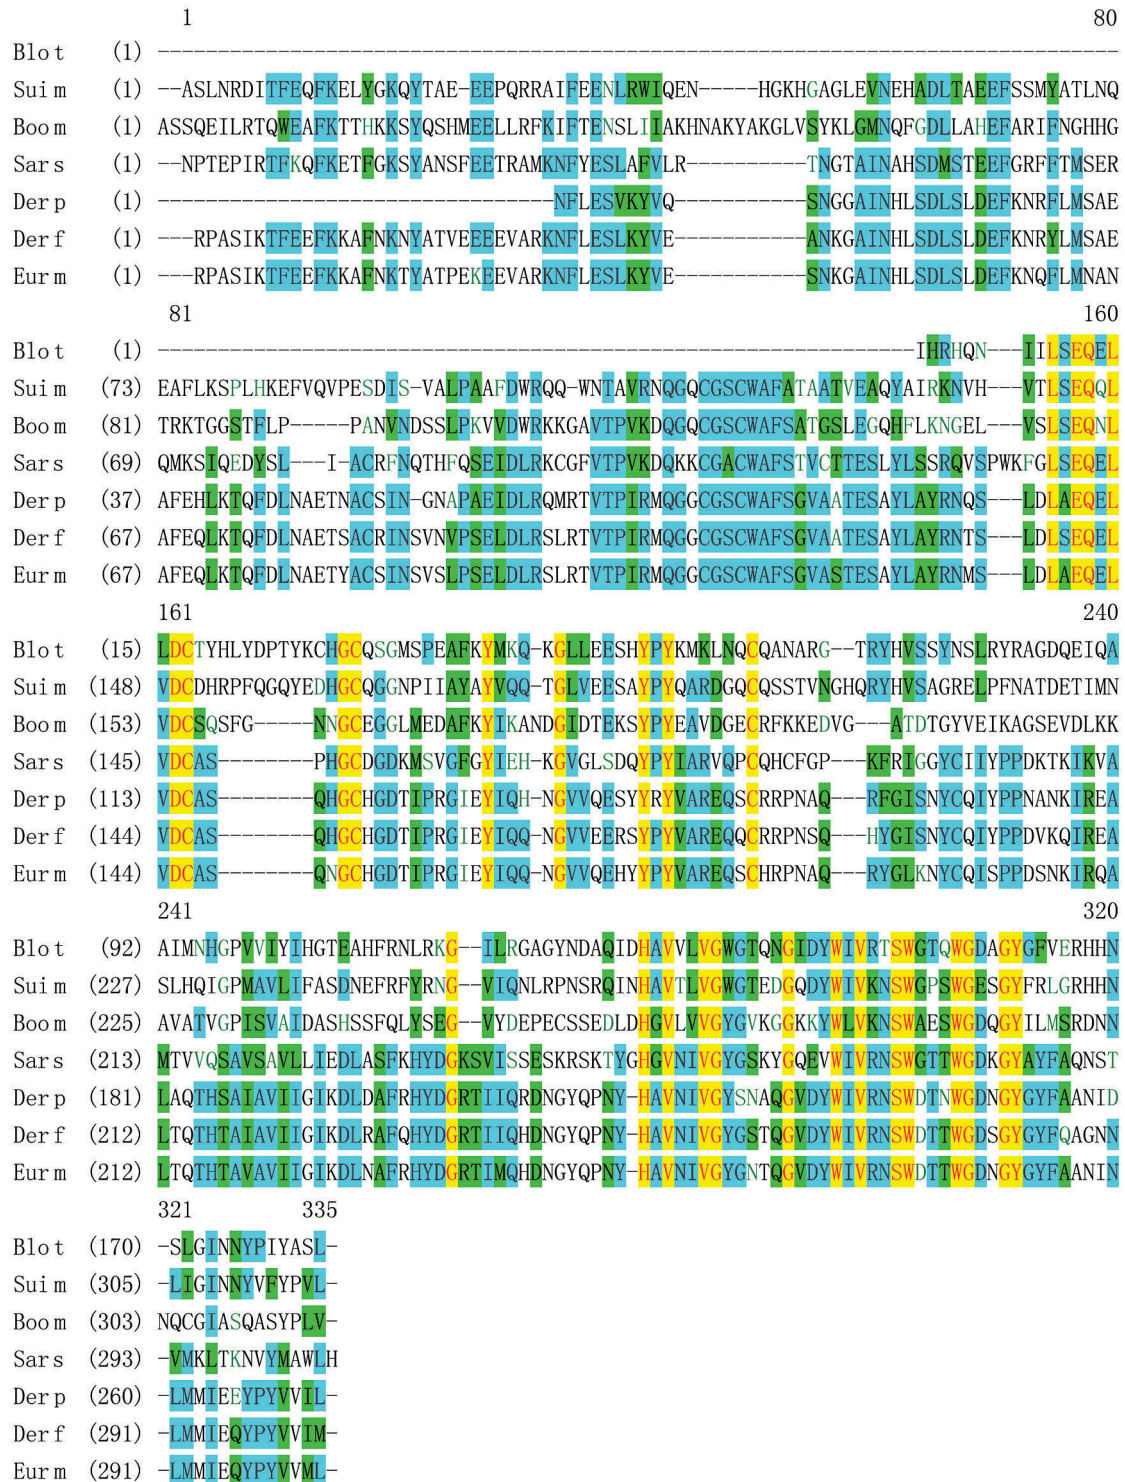 1 80
Blot (1) --------------------------------------------------------------------------------
Suim (1) --ASLNRDITFEQFKELYGKQYTAE-EEPQRRAIFEENLRWIQEN-----HGKHGAGLEVNEHADLTAEEFSSMYATLNQ
Boom (1) ASSQEILRTQWEAFKTTHKKSYQSHMEELLRFKIFTENSLIIAKHNAKYAKGLVSYKLGMNQFGDLLAHEFARIFNGHHG
Sars (1) --NPTEPIRTFKQFKETFGKSYANSFEETRAMKNFYESLAFVLR----------TNGTAINAHSDMSTEEFGRFFTMSER
Derp (1) ---------------------------------NFLESVKYVQ-----------SNGGAINHLSDLSLDEFKNRFLMSAE
Derf (1) ---RPASIKTFEEFKKAFNKNYATVEEEEVARKNFLESLKYVE-----------ANKGAINHLSDLSLDEFKNRYLMSAE
Eurm (1) ---RPASIKTFEEFKKAFNKTYATPEKEEVARKNFLESLKYVE-----------SNKGAINHLSDLSLDEFKNQFLMNAN
81 160
Blot (1) ---------------------------------------------------------------IHRHQN---IILSEQEL
Suim (73) EAFLKSPLHKEFVQVPESDIS-VALPAAFDWRQQ-WNTAVRNQGQCGSCWAFATAATVEAQYAIRKNVH---VTLSEQQL
Boom (81) TRKTGGSTFLP-----PANVNDSSLPKVVDWRKKGAVTPVKDQGQCGSCWAFSATGSLEGQHFLKNGEL---VSLSEQNL
Sars (69) QMKSIQEDYSL---I-ACRFNQTHFQSEIDLRKCGFVTPVKDQKKCGACWAFSTVCTTESLYLSSRQVSPWKFGLSEQEL
Derp (37) AFEHLKTQFDLNAETNACSIN-GNAPAEIDLRQMRTVTPIRMQGGCGSCWAFSGVAATESAYLAYRNQS---LDLAEQEL
Derf (67) AFEQLKTQFDLNAETSACRINSVNVPSELDLRSLRTVTPIRMQGGCGSCWAFSGVAATESAYLAYRNTS---LDLSEQEL
Eurm (67) AFEQLKTQFDLNAETYACSINSVSLPSELDLRSLRTVTPIRMQGGCGSCWAFSGVASTESAYLAYRNMS---LDLAEQEL
161 240
Blot (15) LDCTYHLYDPTYKCHGCQSGMSPEAFKYMKQ-KGLLEESHYPYKMKLNQCQANARG--TRYHVSSYNSLRYRAGDQEIQA
Suim (148) VDCDHRPFQGQYEDHGCQGGNPIIAYAYVQQ-TGLVEESAYPYQARDGQCQSSTVNGHQRYHVSAGRELPFNATDETIMN
Boom (153) VDCSQSFG-----NNGCEGGLMEDAFKYIKANDGIDTEKSYPYEAVDGECRFKKEDVG---ATDTGYVEIKAGSEVDLKK
Sars (145) VDCAS--------PHGCDGDKMSVGFGYIEH-KGVGLSDQYPYIARVQPCQHCFGP---KFRIGGYCIIYPPDKTKIKVA
Derp (113) VDCAS--------QHGCHGDTIPRGIEYIQH-NGVVQESYYRYVAREQSCRRPNAQ---RFGISNYCQIYPPNANKIREA
Derf (144) VDCAS--------QHGCHGDTIPRGIEYIQQ-NGVVEERSYPYVAREQQCRRPNSQ---HYGISNYCQIYPPDVKQIREA
Eurm (144) VDCAS--------QNGCHGDTIPRGIEYIQQ-NGVVQEHYYPYVAREQSCHRPNAQ---RYGLKNYCQISPPDSNKIRQA
241 320
Blot (92) AIMNHGPVVIYIHGTEAHFRNLRKG--ILRGAGYNDAQIDHAVVLVGWGTQNGIDYWIVRTSWGTQWGDAGYGFVERHHN
Suim (227) SLHQIGPMAVLIFASDNEFRFYRNG--VIQNLRPNSRQINHAVTLVGWGTEDGQDYWIVKNSWGPSWGESGYFRLGRHHN
Boom (225) AVATVGPISVAIDASHSSFQLYSEG--VYDEPECSSEDLDHGVLVVGYGVKGGKKYWLVKNSWAESWGDQGYILMSRDNN
Sars (213) MTVVQSAVSAVLLIEDLASFKHYDGKSVISSESKRSKTYGHGVNIVGYGSKYGQEVWIVRNSWGTTWGDKGYAYFAQNST
Derp (181) LAQTHSAIAVIIGIKDLDAFRHYDGRTIIQRDNGYQPNY-HAVNIVGYSNAQGVDYWIVRNSWDTNWGDNGYGYFAANID
Derf (212) LTQTHTAIAVIIGIKDLRAFQHYDGRTIIQHDNGYQPNY-HAVNIVGYGSTQGVDYWIVRNSWDTTWGDSGYGYFQAGNN
Eurm (212) LTQTHTAVAVIIGIKDLNAFRHYDGRTIMQHDNGYQPNY-HAVNIVGYGNTQGVDYWIVRNSWDTTWGDNGYGYFAANIN
321 335
Blot (170) -SLGINNYPIYASL-
Suim (305) -LIGINNYVFYPVL-
Boom (303) NQCGIASQASYPLV-
Sars (293) -VMKLTKNVYMAWLH
Derp (260) -LMMIEEYPYVVIL-
Derf (291) -LMMIEQYPYVVIM-
Eurm (291) -LMMIEQYPYVVML-